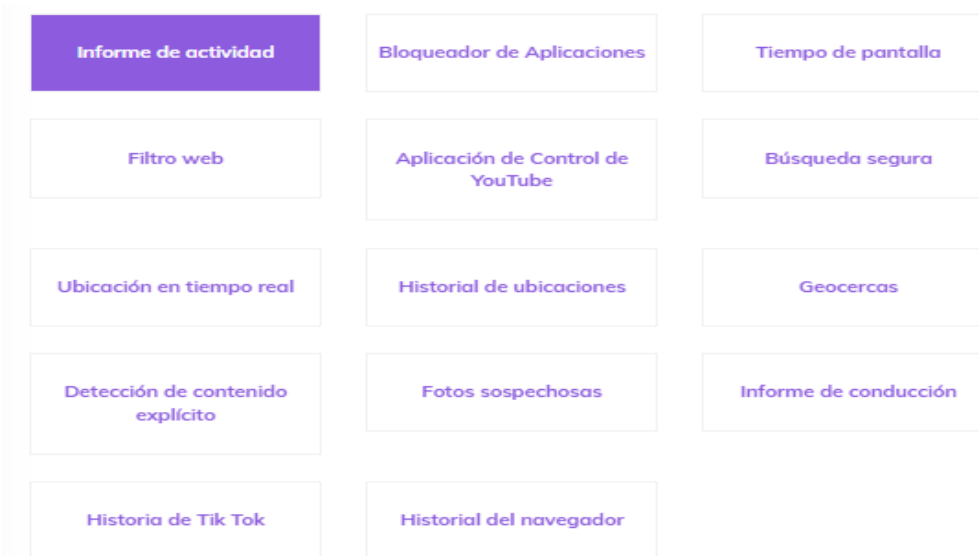 Informe de actividad
Bloqueador de Aplicaciones
Tiempo de pantalla
Filtro web
Aplicación de Control de
YouTube
Búsqueda segura
Ubicación en tiempo real
Historial de ubicaciones
Geocercas
Detección de contenido
explícito
Fotos sospechosas
Informe de conducción
Historia de Tik Tok
Historial del navegador